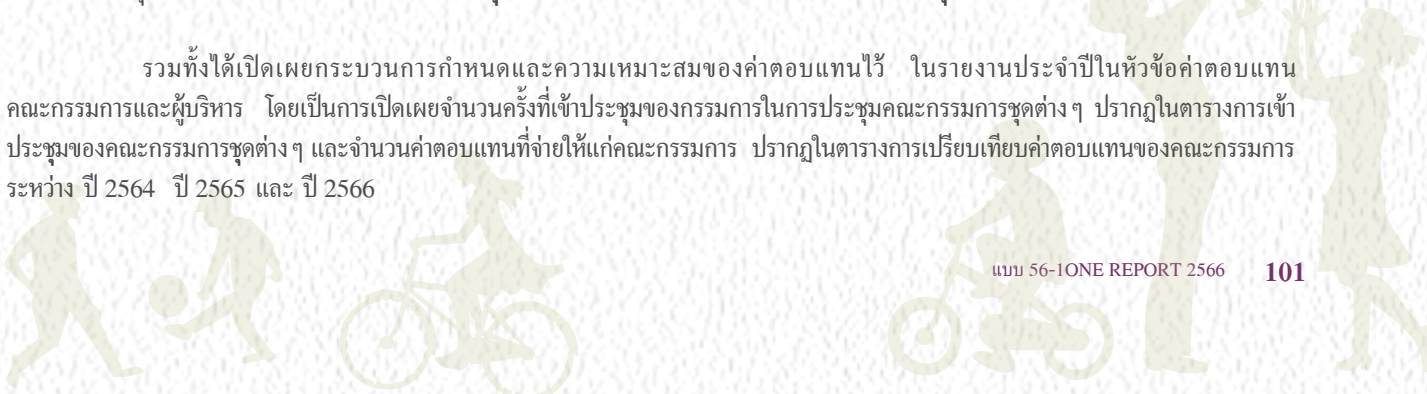 รวมทั้งได้เปิดเผยกระบวนการกำหนดและความเหมาะสมของค่าตอบแทนไว้ ในรายงานประจำปีในหัวข้อค่าตอบแทน
คณะกรรมการและผู้บริหาร โดยเป็นการเปิดเผยจำนวนครั้งที่เข้าประชุมของกรรมการในการประชุมคณะกรรมการชุดต่าง ๆ ปรากฏในตารางการเข้า
ประชุมของคณะกรรมการชุดต่าง ๆ และจำนวนค่าตอบแทนที่จ่ายให้แก่คณะกรรมการ ปรากฏในตารางการเปรียบเทียบค่าตอบแทนของคณะกรรมการ
ระหว่าง ปี 2564 ปี 2565 และ ปี 2566
แบบ 56-1ONE REPORT 2566 101